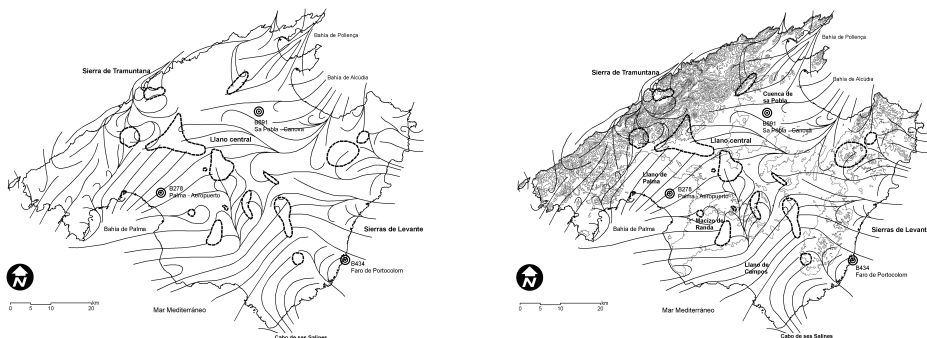 Bahía de Pollença
Sierra de Tramuntana
Bahía de Alcúdia
B691
Sa Pobla - Canova
Llano central
B278
Palma - Aeropuerto
Bahía de Palma
Sierras de Levante
B434
Faro de Portocolom
N
0 5 10 20 km
Mar Mediterráneo
Cabo de ses Salines
Bahía de Pollença
Sierra de Tramuntana
Bahía de Alcúdia
Cuenca de
sa Pobla
B691
Sa Pobla - Canova
Llano central
Llano de
Palma
B278
Palma - Aeropuerto
Macizo de
Randa
Bahía de Palma
Sierras de Levante
Llano de
Campos
B434
Faro de Portocolom
N
0 5 10 20 km
Mar Mediterráneo
Cabo de ses Salines